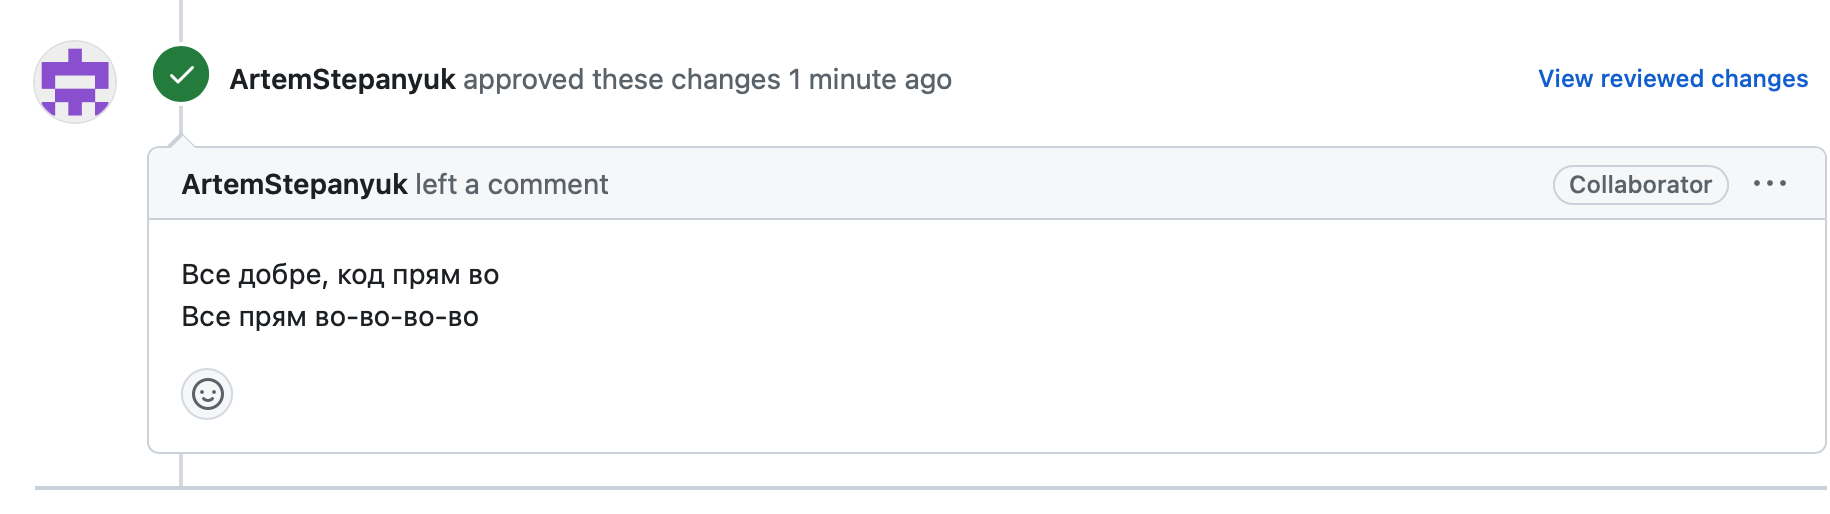 ArtemStepanyuk approved these changes 1 minute ago
View reviewed changes
ArtemStepanyuk left a comment
Collaborator
Все добре, код прям во
Все прям во-во-во-во